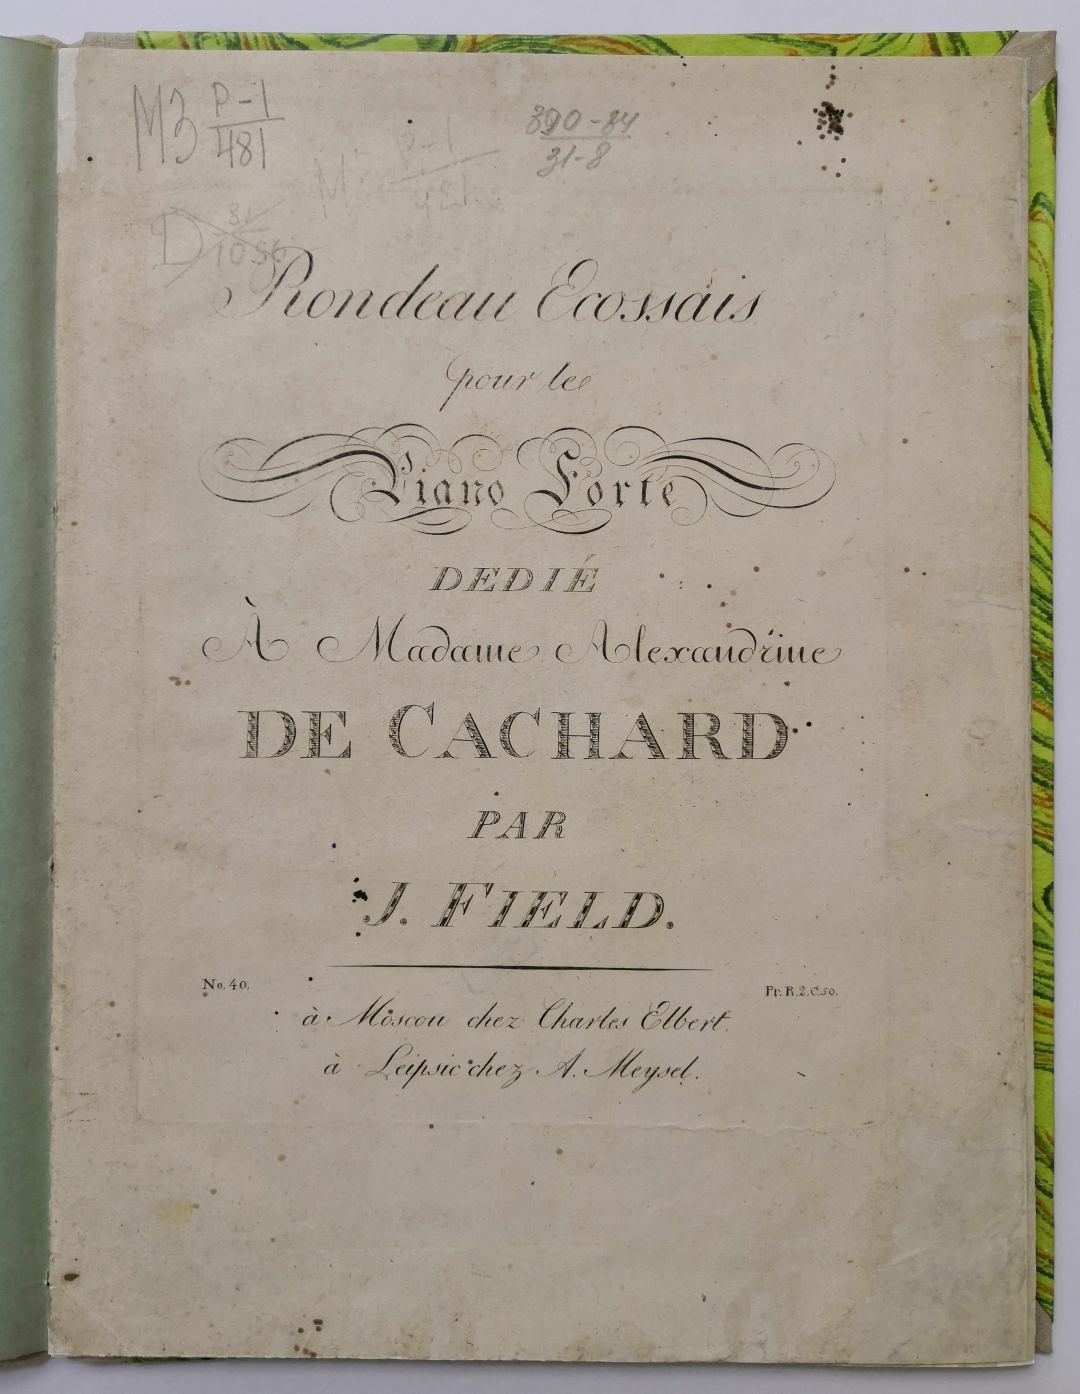 МЗ Р-1
481
390-84
31-8
81
D 1056
Rondeau Ecossais
pour le
Piano Forte
DEDIÉ
À Madame Alexandrine
DE CACHARD
PAR
J. FIELD.
No. 40.
Pr. R. 2. C. 50.
à Moscou chez Charles Elbert.
à Leipsic chez A. Meysel.